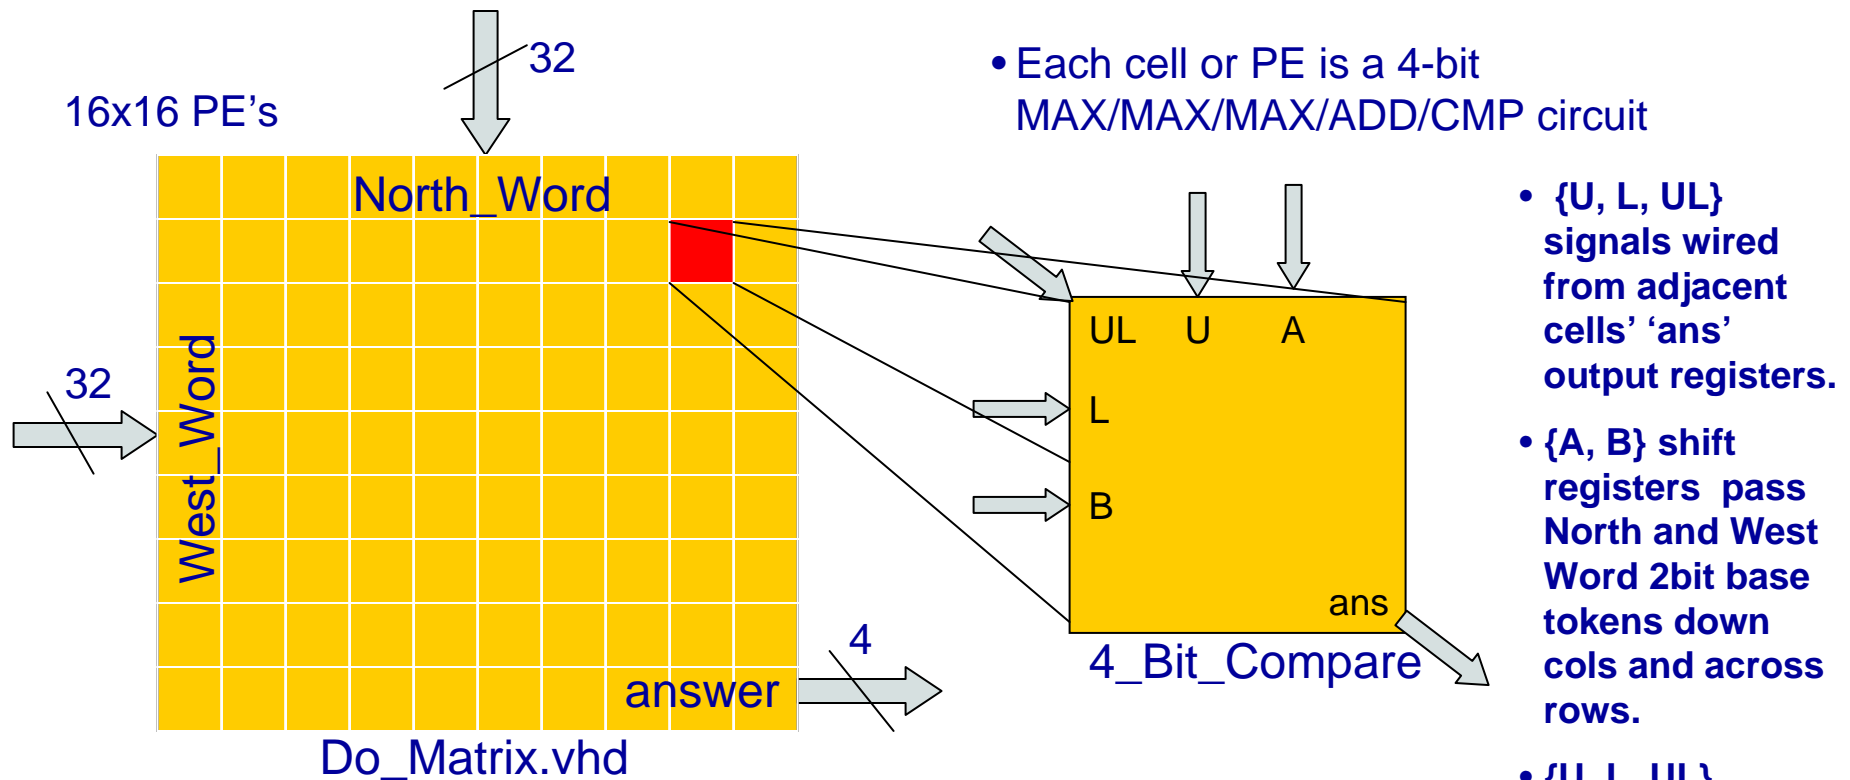 32
16x16 PE's
North_Word
West_Word
32
answer
4
Do_Matrix.vhd
• Each cell or PE is a 4-bit
MAX/MAX/MAX/ADD/CMP circuit
UL U A
L
B
ans
4_Bit_Compare
• {U, L, UL}
signals wired
from adjacent
cells’ ‘ans’
output registers.
• {A, B} shift
registers pass
North and West
Word 2bit base
tokens down
cols and across
rows.
• {U, L, UL}